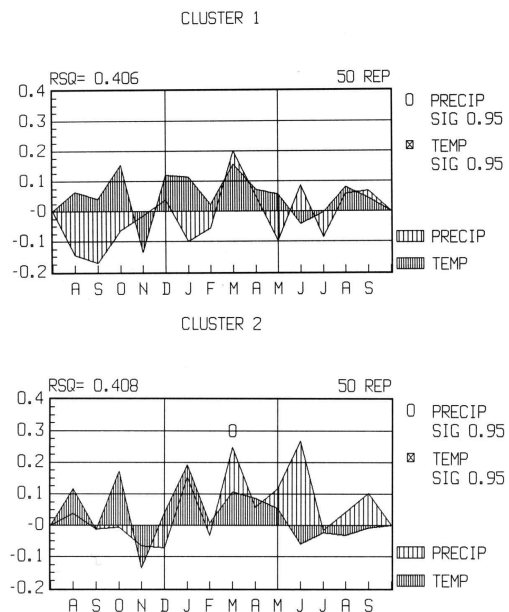 CLUSTER 1
RSQ= 0.406 50 REP
0.4
0.3
0.2
0.1
-0
-0.1
-0.2
A S O N D J F M A M J J A S
0 PRECIP
SIG 0.95
⊠ TEMP
SIG 0.95
PRECIP
TEMP
CLUSTER 2
RSQ= 0.408 50 REP
0.4
0.3
0.2
0.1
-0
-0.1
-0.2
0
A S O N D J F M A M J J A S
0 PRECIP
SIG 0.95
⊠ TEMP
SIG 0.95
PRECIP
TEMP